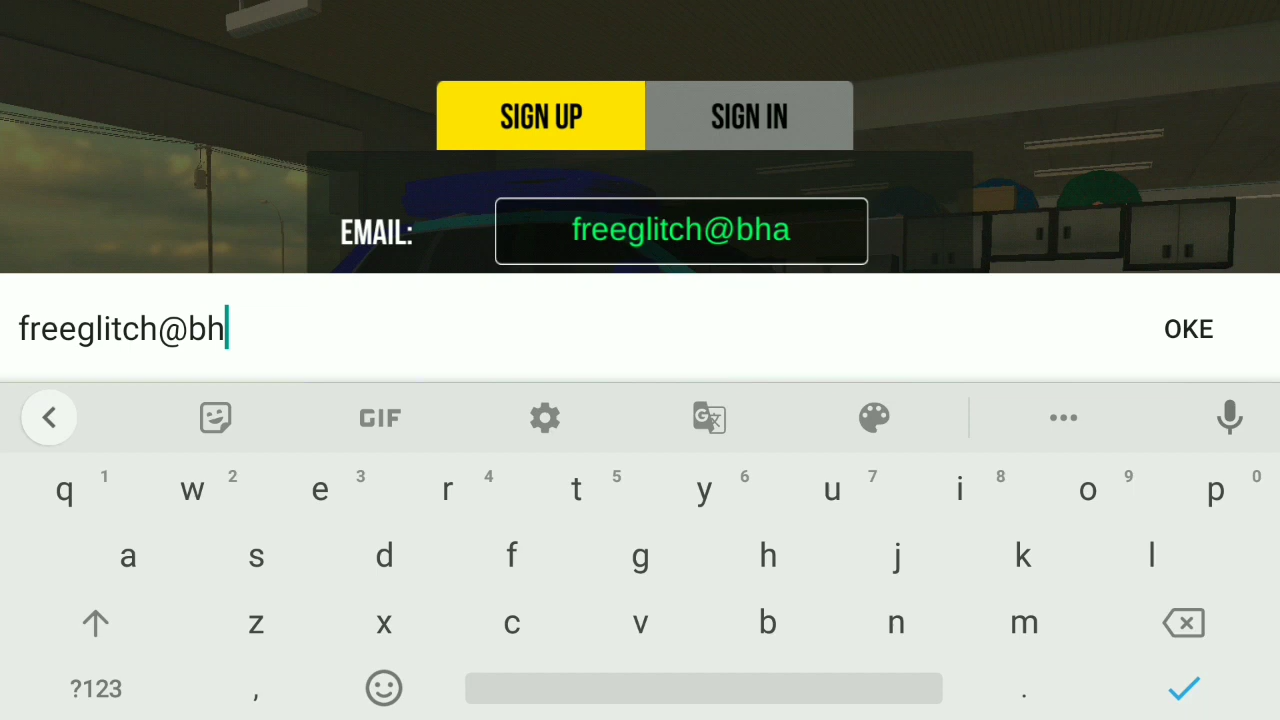 SIGN UP SIGN IN
EMAIL: freeglitch@bha
freeglitch@bh OKE
GIF G
q 1 w 2 e 3 r 4 t 5 y 6 u 7 i 8 o 9 p 0
a s d f g h j k l
z x c v b n m
?123 , .